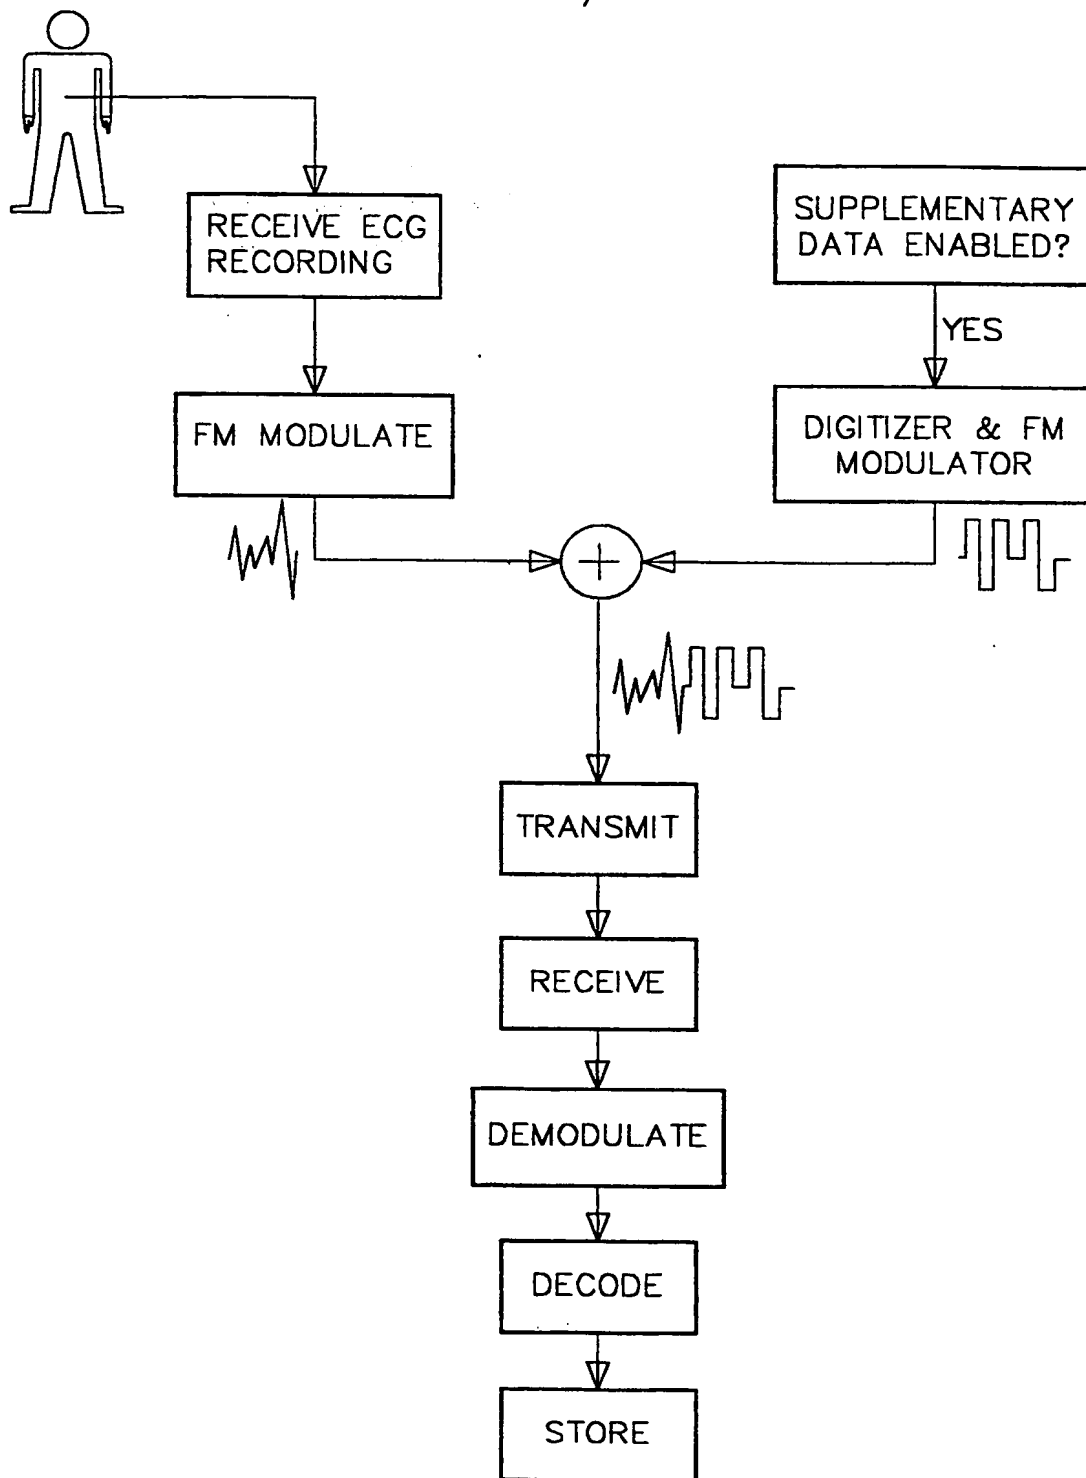 RECEIVE ECG
RECORDING
SUPPLEMENTARY
DATA ENABLED?
YES
FM MODULATE
DIGITIZER & FM
MODULATOR
+
TRANSMIT
RECEIVE
DEMODULATE
DECODE
STORE